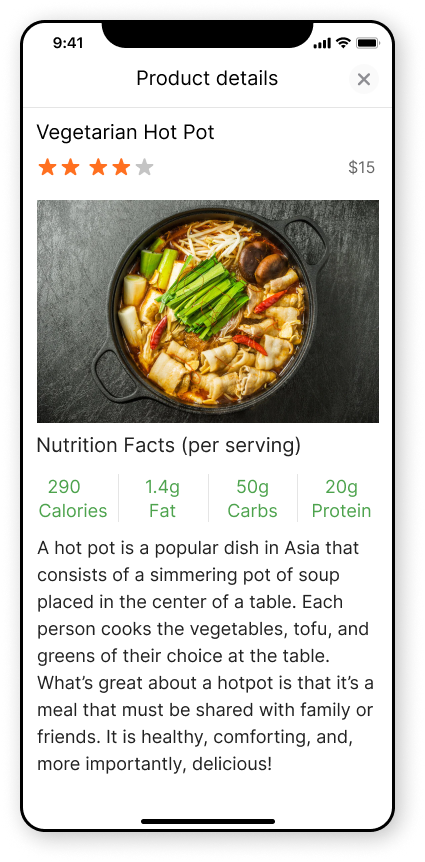 9:41
Product details
Vegetarian Hot Pot
$15
Nutrition Facts (per serving)
290 1.4g 50g 20g
Calories Fat Carbs Protein
A hot pot is a popular dish in Asia that
consists of a simmering pot of soup
placed in the center of a table. Each
person cooks the vegetables, tofu, and
greens of their choice at the table.
What’s great about a hotpot is that it’s a
meal that must be shared with family or
friends. It is healthy, comforting, and,
more importantly, delicious!